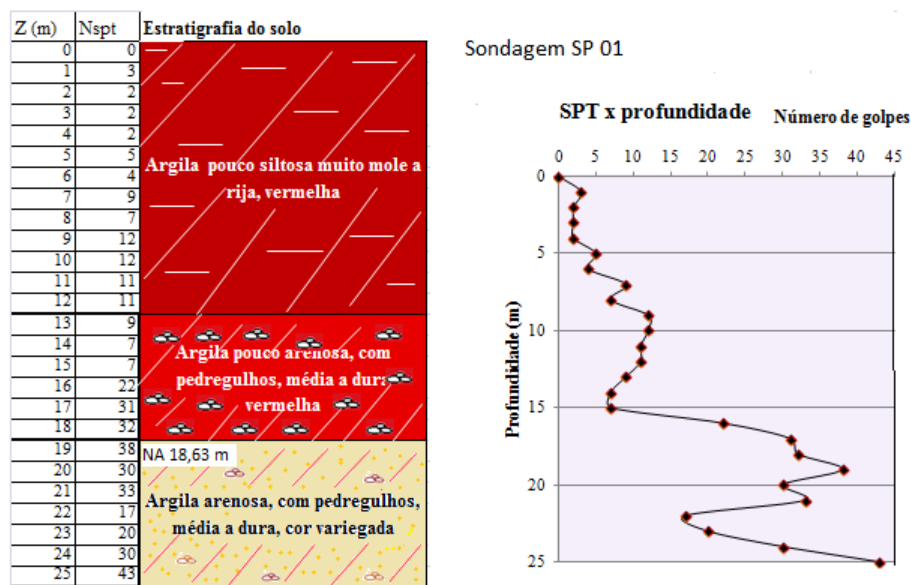 Z (m) Nspt Estratigrafia do solo
0 0
1 3
2 2
3 2
4 2
5 5
6 4
7 9
8 7
9 12
10 12
11 11
12 11
13 9
14 7
15 7
16 22
17 31
18 32
19 38
20 30
21 33
22 17
23 20
24 30
25 43
Argila pouco siltosa muito mole a
rija, vermelha
Argila pouco arenosa, com
pedregulhos, média a dura
vermelha
NA 18,63 m
Argila arenosa, com pedregulhos,
média a dura, cor variegada
Sondagem SP 01
SPT x profundidade
Número de golpes
0 5 10 15 20 25 30 35 40 45
0
5
10
15
20
25
Profundidade (m)